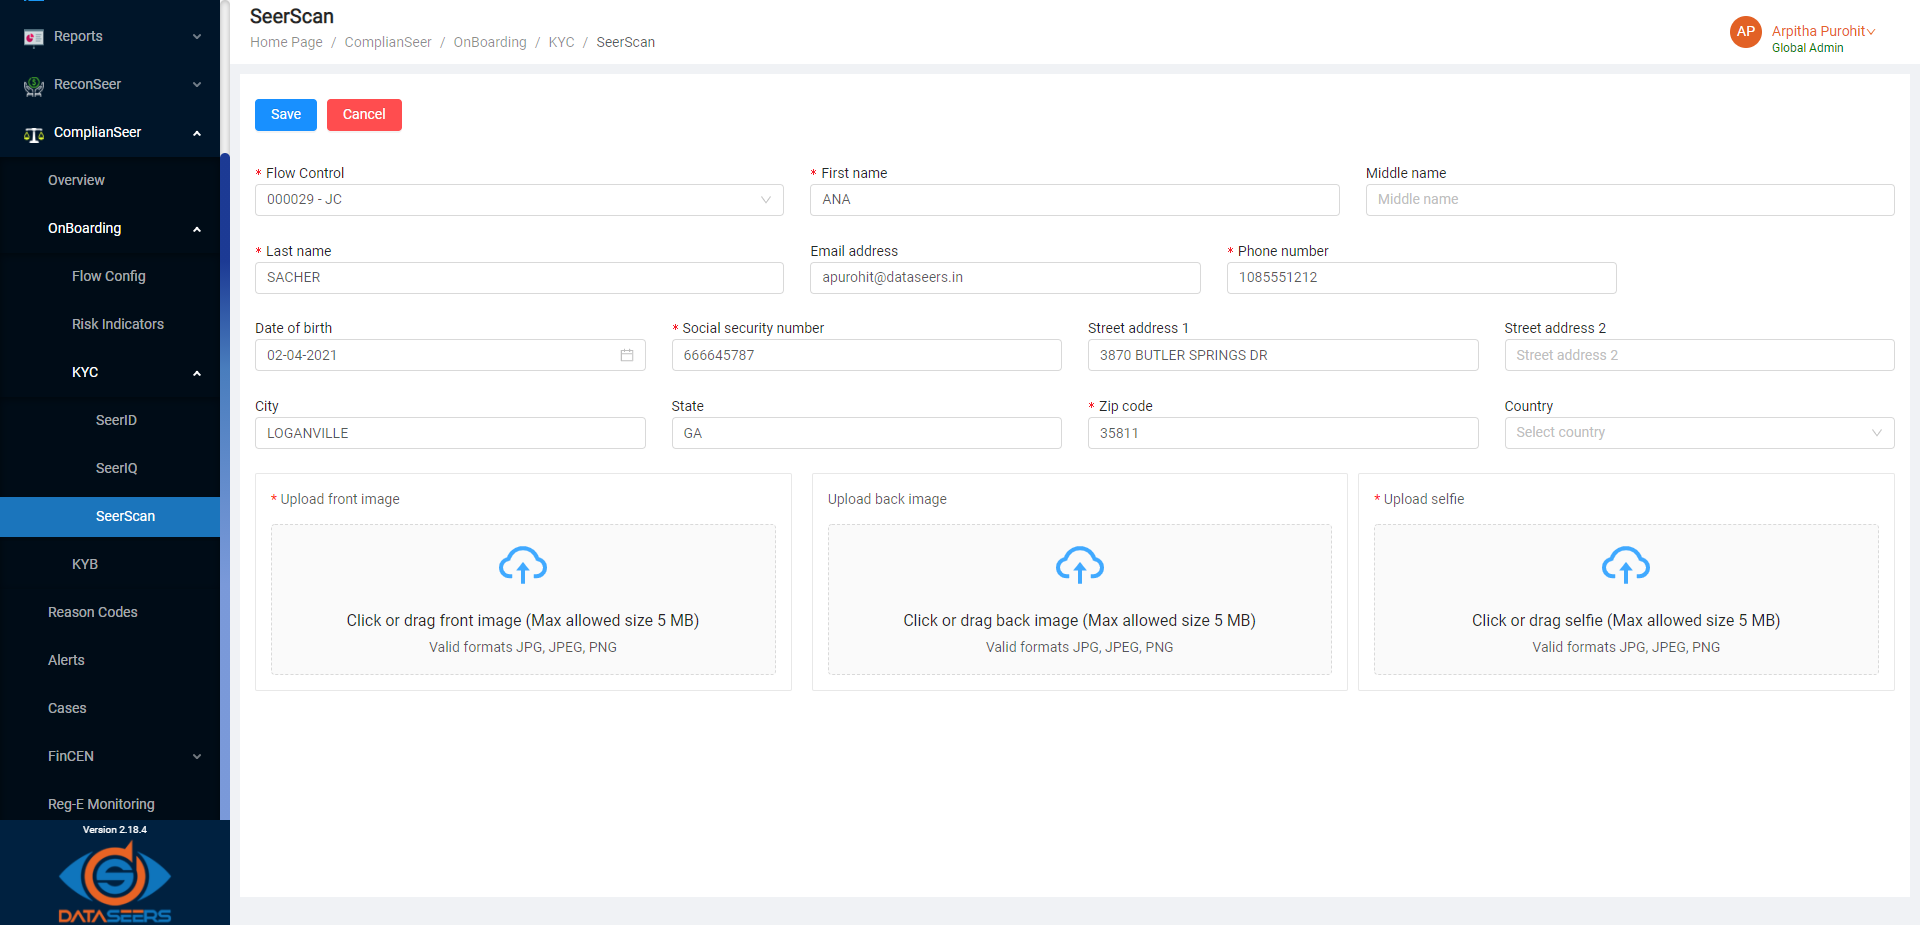 Reports
ReconSeer
ComplianSeer
Overview
OnBoarding
Flow Config
Risk Indicators
KYC
SeerID
SeerIQ
SeerScan
KYB
Reason Codes
Alerts
Cases
FinCEN
Reg-E Monitoring
Version 2.18.4
DATASEERS
SeerScan
Home Page / ComplianSeer / OnBoarding / KYC / SeerScan
AP Arpitha Purohit
Global Admin
Save Cancel
* Flow Control * First name Middle name
000029 - JC ANA Middle name
* Last name Email address * Phone number
SACHER apurohit@dataseers.in 1085551212
Date of birth * Social security number Street address 1 Street address 2
02-04-2021 666645787 3870 BUTLER SPRINGS DR Street address 2
City State * Zip code Country
LOGANVILLE GA 35811 Select country
* Upload front image Upload back image * Upload selfie
Click or drag front image (Max allowed size 5 MB) Click or drag back image (Max allowed size 5 MB) Click or drag selfie (Max allowed size 5 MB)
Valid formats JPG, JPEG, PNG Valid formats JPG, JPEG, PNG Valid formats JPG, JPEG, PNG